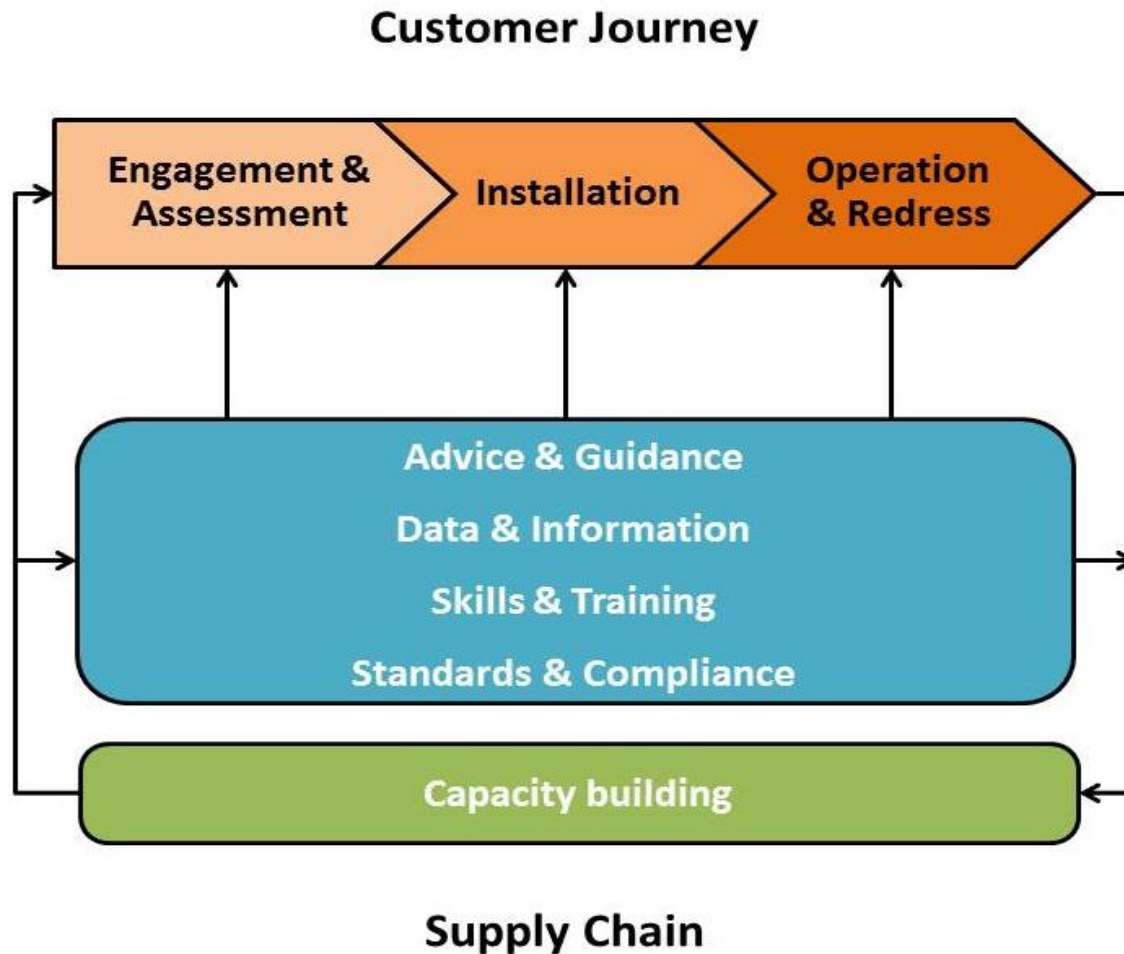 Customer Journey
Engagement &
Assessment
Installation
Operation
& Redress
Advice & Guidance
Data & Information
Skills & Training
Standards & Compliance
Capacity building
Supply Chain